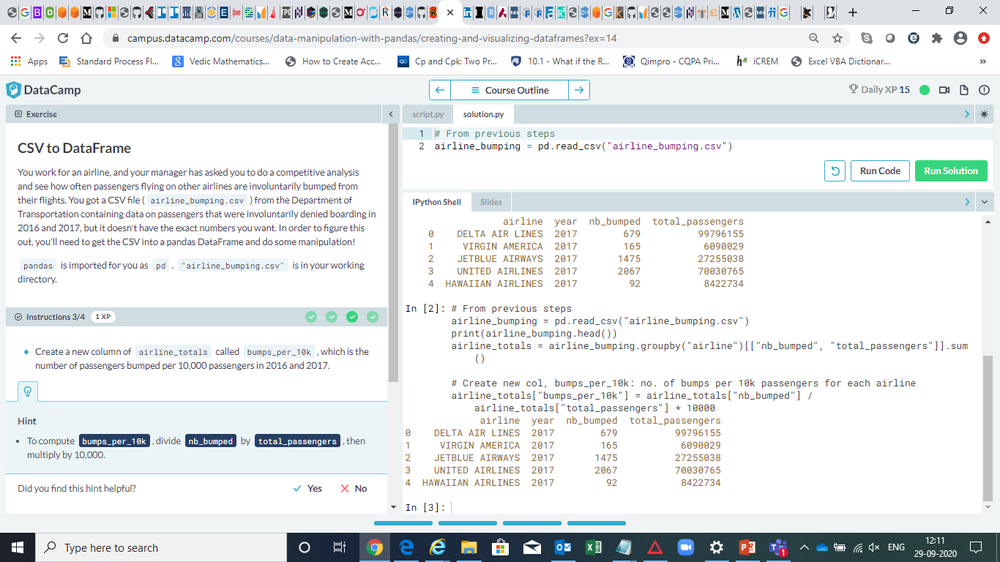 campus.datacamp.com/courses/data-manipulation-with-pandas/creating-and-visualizing-dataframes?ex=14
Apps
Standard Process Fl...
Vedic Mathematics...
How to Create Acc...
Cp and Cpk: Two Pr...
10.1 - What if the R...
Qimpro - CQPA Pri...
iCREM
Excel VBA Dictionar...
»
DataCamp
Course Outline
Daily XP 15
Exercise
CSV to DataFrame
You work for an airline, and your manager has asked you to do a competitive analysis
and see how often passengers flying on other airlines are involuntarily bumped from
their flights. You got a CSV file ( airline_bumping.csv ) from the Department of
Transportation containing data on passengers that were involuntarily denied boarding in
2016 and 2017, but it doesn't have the exact numbers you want. In order to figure this
out, you'll need to get the CSV into a pandas DataFrame and do some manipulation!
pandas is imported for you as pd . "airline_bumping.csv" is in your working
directory.
Instructions 3/4 1 XP
• Create a new column of airline_totals called bumps_per_10k , which is the
number of passengers bumped per 10,000 passengers in 2016 and 2017.
Hint
• To compute bumps_per_10k , divide nb_bumped by total_passengers , then
multiply by 10,000.
Did you find this hint helpful? Yes No
script.py solution.py
1 # From previous steps
2 airline_bumping = pd.read_csv("airline_bumping.csv")
Run Code Run Solution
IPython Shell Slides
airline year nb_bumped total_passengers
0 DELTA AIR LINES 2017 679 99796155
1 VIRGIN AMERICA 2017 165 6090029
2 JETBLUE AIRWAYS 2017 1475 27255038
3 UNITED AIRLINES 2017 2067 70030765
4 HAWAIIAN AIRLINES 2017 92 8422734
In [2]: # From previous steps
airline_bumping = pd.read_csv("airline_bumping.csv")
print(airline_bumping.head())
airline_totals = airline_bumping.groupby("airline")[["nb_bumped", "total_passengers"]].sum
()
# Create new col, bumps_per_10k: no. of bumps per 10k passengers for each airline
airline_totals["bumps_per_10k"] = airline_totals["nb_bumped"] /
airline_totals["total_passengers"] * 10000
airline year nb_bumped total_passengers
0 DELTA AIR LINES 2017 679 99796155
1 VIRGIN AMERICA 2017 165 6090029
2 JETBLUE AIRWAYS 2017 1475 27255038
3 UNITED AIRLINES 2017 2067 70030765
4 HAWAIIAN AIRLINES 2017 92 8422734
In [3]:
Type here to search
ENG
12:11
29-09-2020